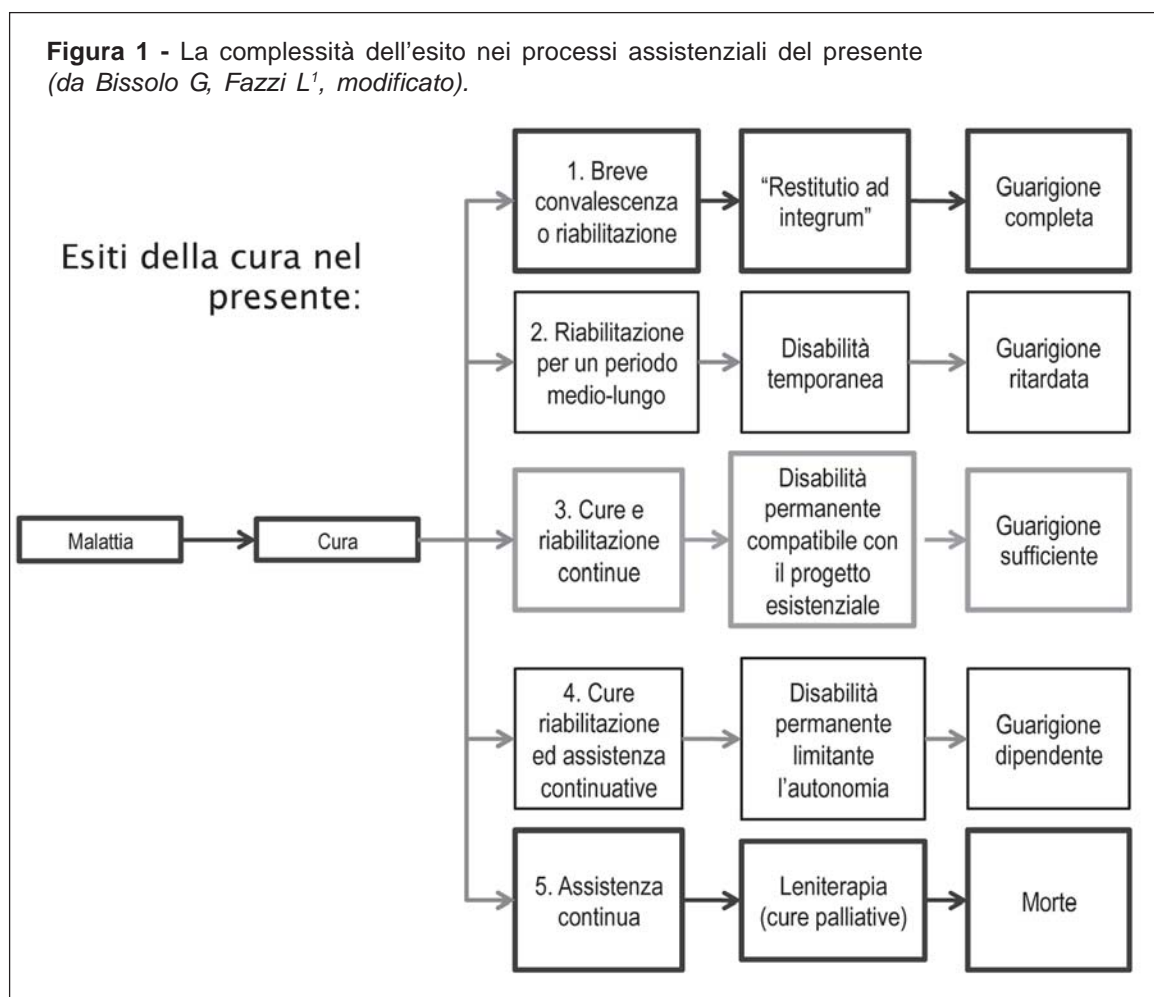 Figura 1 - La complessità dell'esito nei processi assistenziali del presente
(da Bissolo G, Fazzi L¹, modificato).
Esiti della cura nel
presente:
Malattia
Cura
1. Breve
convalescenza
o riabilitazione
“Restitutio ad
integrum”
Guarigione
completa
2. Riabilitazione
per un periodo
medio-lungo
Disabilità
temporanea
Guarigione
ritardata
3. Cure e
riabilitazione
continue
Disabilità
permanente
compatibile con
il progetto
esistenziale
Guarigione
sufficiente
4. Cure
riabilitazione
ed assistenza
continuative
Disabilità
permanente
limitante
l'autonomia
Guarigione
dipendente
5. Assistenza
continua
Leniterapia
(cure palliative)
Morte